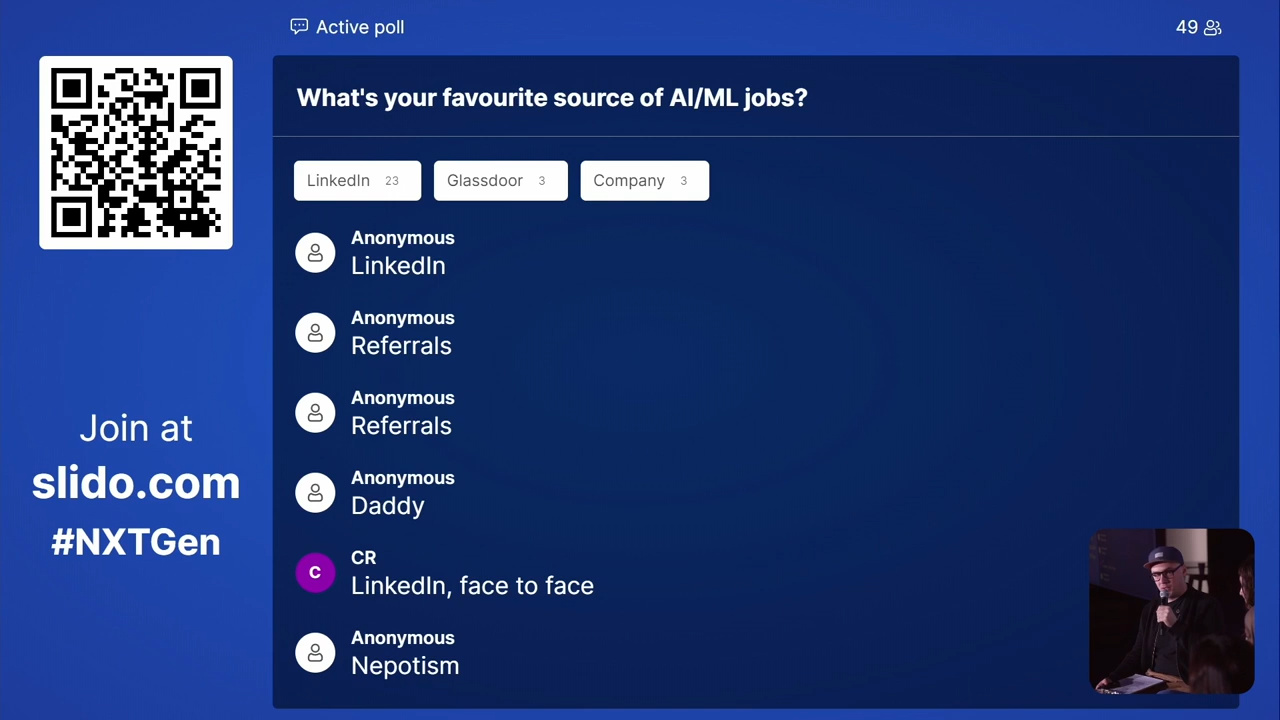 Active poll
49
What's your favourite source of AI/ML jobs?
LinkedIn 23
Glassdoor 3
Company 3
Anonymous
LinkedIn
Anonymous
Referrals
Anonymous
Referrals
Anonymous
Daddy
C
CR
LinkedIn, face to face
Anonymous
Nepotism
Join at
slido.com
#NXTGen